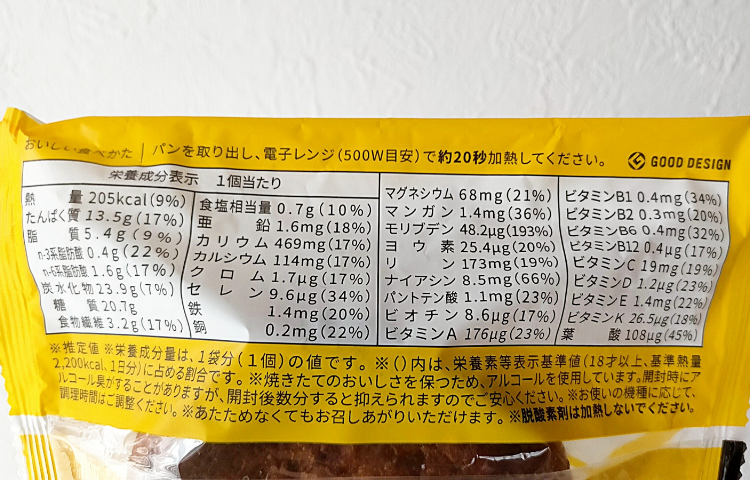 おいしい食べかた | パンを取り出し、電子レンジ(500W目安)で約20秒加熱してください。
GOOD DESIGN
栄養成分表示 1個当たり
熱量 205kcal(9%)
たんぱく質 13.5g(17%)
脂質 5.4g(9%)
n-3系脂肪酸 0.4g(22%)
n-6系脂肪酸 1.6g(17%)
炭水化物 23.9g(7%)
糖質 20.7g
食物繊維 3.2g(17%)
食塩相当量 0.7g(10%)
亜鉛 1.6mg(18%)
カリウム 469mg(17%)
カルシウム 114mg(17%)
クロム 1.7μg(17%)
セレン 9.6μg(34%)
鉄 1.4mg(20%)
銅 0.2mg(22%)
マグネシウム 68mg(21%)
マンガン 1.4mg(36%)
モリブデン 48.2μg(193%)
ヨウ素 25.4μg(20%)
リン 173mg(19%)
ナイアシン 8.5mg(66%)
パントテン酸 1.1mg(23%)
ビオチン 8.6μg(17%)
ビタミンA 176μg(23%)
ビタミンB1 0.4mg(34%)
ビタミンB2 0.3mg(20%)
ビタミンB6 0.4mg(32%)
ビタミンB12 0.4μg(17%)
ビタミンC 19mg(19%)
ビタミンD 1.2μg(23%)
ビタミンE 1.4mg(22%)
ビタミンK 26.5μg(18%)
葉酸 108μg(45%)
※推定値 ※栄養成分量は、1袋分(1個)の値です。※()内は、栄養素等表示基準値(18才以上、基準熱量
2,200kcal、1日分)に占める割合です。※焼きたてのおいしさを保つため、アルコールを使用しています。開封時にア
ルコール臭がすることがありますが、開封後数分すると抑えられますのでご安心ください。※お使いの機種に応じて、
調理時間はご調整ください。※あたためなくてもお召しあがりいただけます。※脱酸素剤は加熱しないでください。